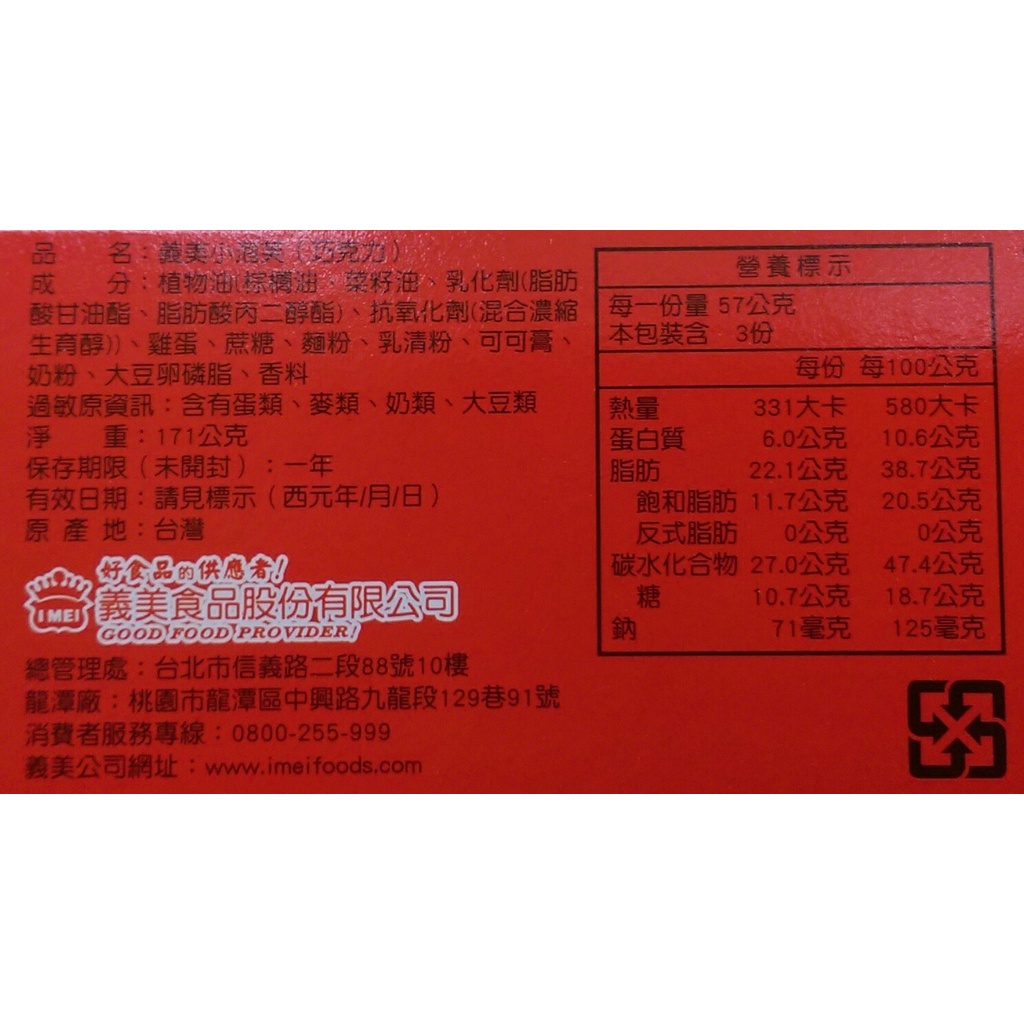 品　　名：義美小泡芙（巧克力）
成　　分：植物油(棕櫚油、菜籽油、乳化劑(脂肪
酸甘油酯、脂肪酸丙二醇酯)、抗氧化劑(混合濃縮
生育醇))、雞蛋、蔗糖、麵粉、乳清粉、可可膏、
奶粉、大豆卵磷脂、香料
過敏原資訊：含有蛋類、麥類、奶類、大豆類
淨　　重：171公克
保存期限（未開封）：一年
有效日期：請見標示（西元年/月/日）
原 產 地：台灣
I MEI
好食品的供應者!
義美食品股份有限公司
GOOD FOOD PROVIDER!
總管理處：台北市信義路二段88號10樓
龍潭廠：桃園市龍潭區中興路九龍段129巷91號
消費者服務專線：0800-255-999
義美公司網址：www.imeifoods.com
營養標示
每一份量 57公克
本包裝含 3份
每份 每100公克
熱量 331大卡 580大卡
蛋白質 6.0公克 10.6公克
脂肪 22.1公克 38.7公克
飽和脂肪 11.7公克 20.5公克
反式脂肪 0公克 0公克
碳水化合物 27.0公克 47.4公克
糖 10.7公克 18.7公克
鈉 71毫克 125毫克